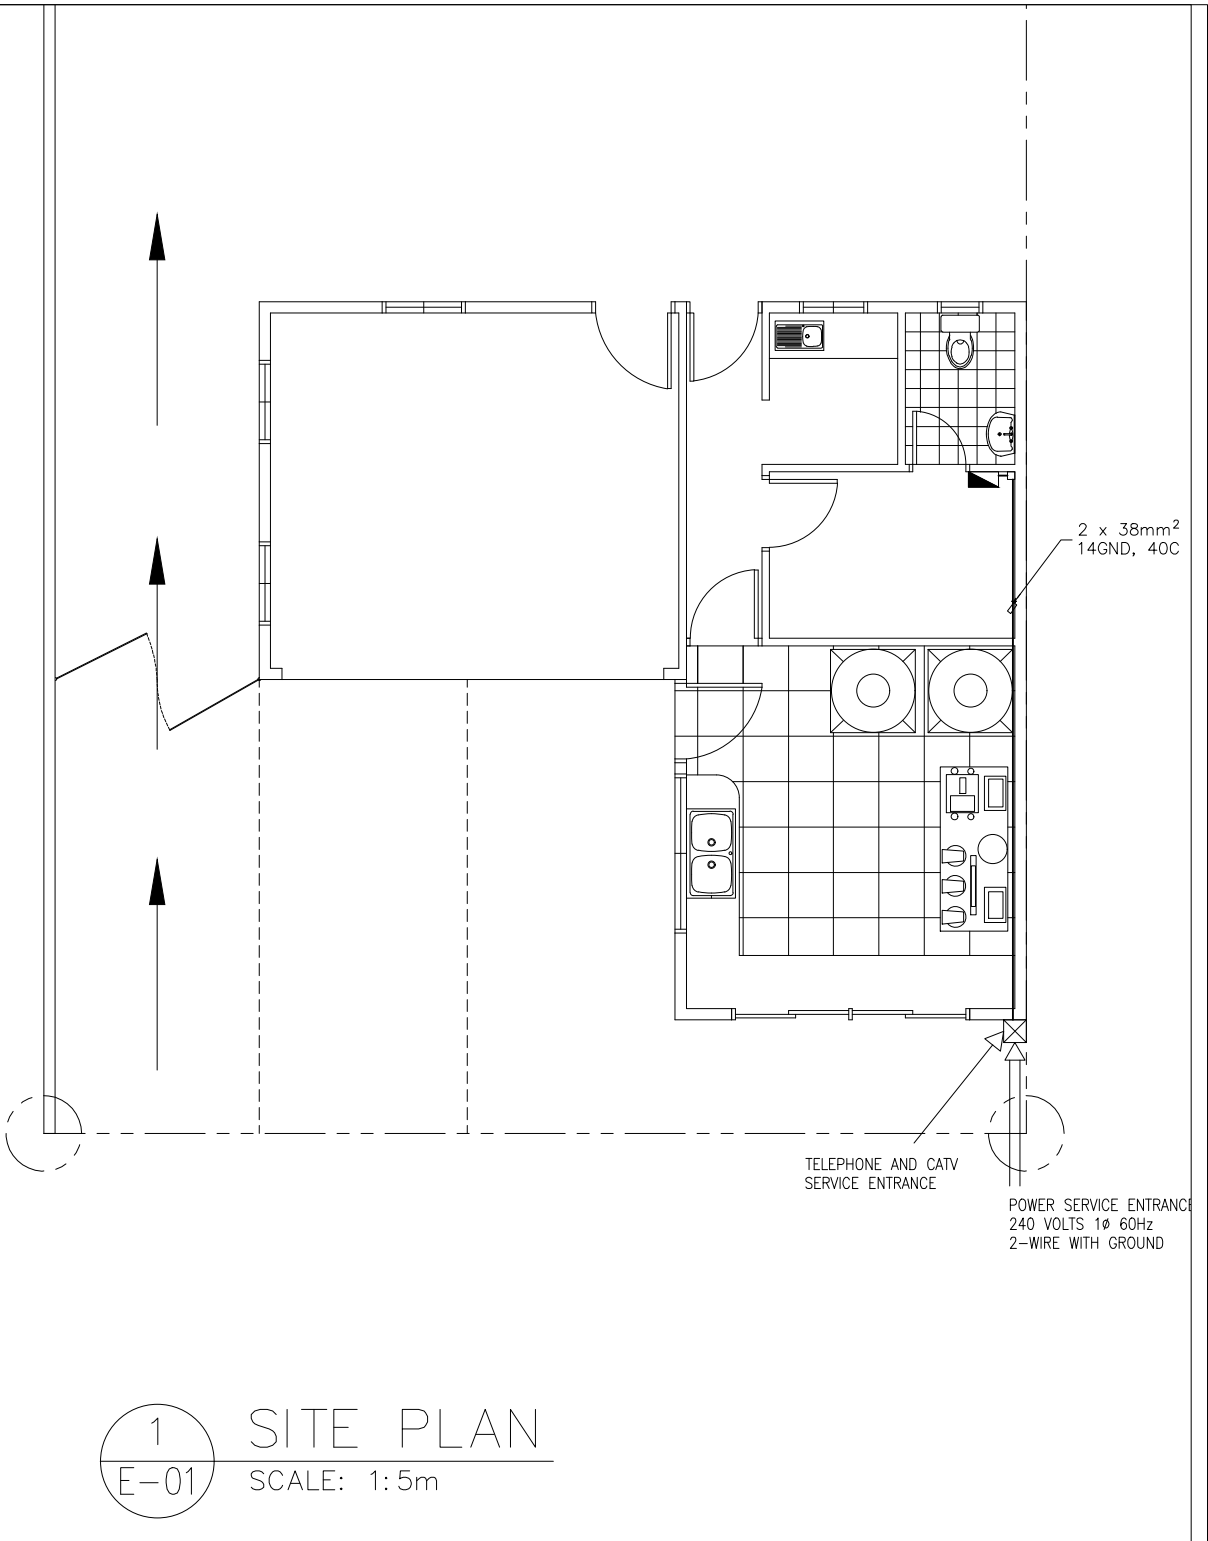 2 x 38mm²
14GND, 40C
TELEPHONE AND CATV
SERVICE ENTRANCE
POWER SERVICE ENTRANCE
240 VOLTS 1ø 60Hz
2-WIRE WITH GROUND
1
E-01
SITE PLAN
SCALE: 1:5m